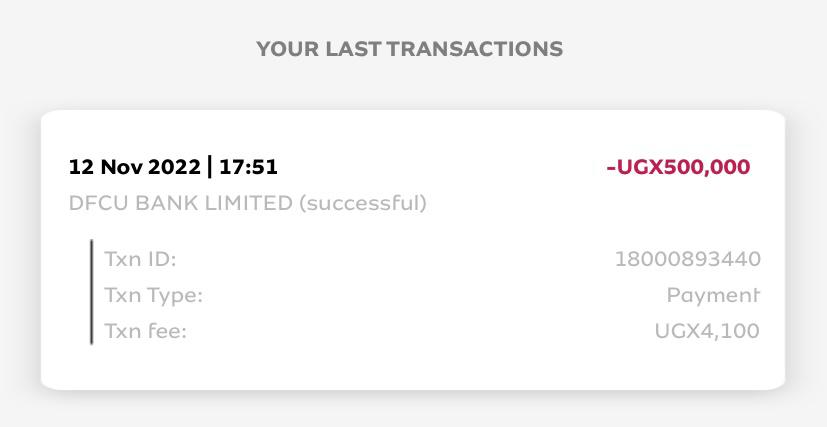 YOUR LAST TRANSACTIONS
12 Nov 2022 | 17:51 -UGX500,000
DFCU BANK LIMITED (successful)
Txn ID: 18000893440
Txn Type: Payment
Txn fee: UGX4,100